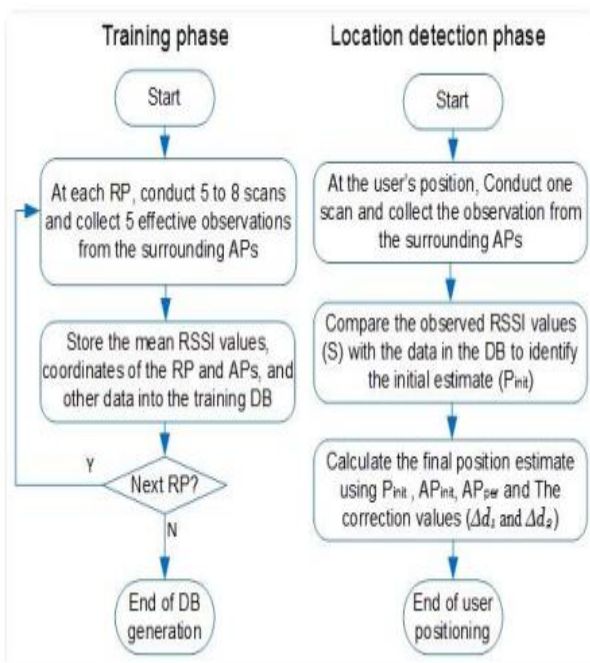 Training phase
Start
At each RP, conduct 5 to 8 scans
and collect 5 effective observations
from the surrounding APs
Store the mean RSSI values,
coordinates of the RP and APs, and
other data into the training DB
Y
Next RP?
N
End of DB
generation
Location detection phase
Start
At the user's position, Conduct one
scan and collect the observation from
the surrounding APs
Compare the observed RSSI values
(S) with the data in the DB to identify
the initial estimate (Pinit)
Calculate the final position estimate
using Pinit , APinit, APper and The
correction values (Δd₁ and Δd₂)
End of user
positioning